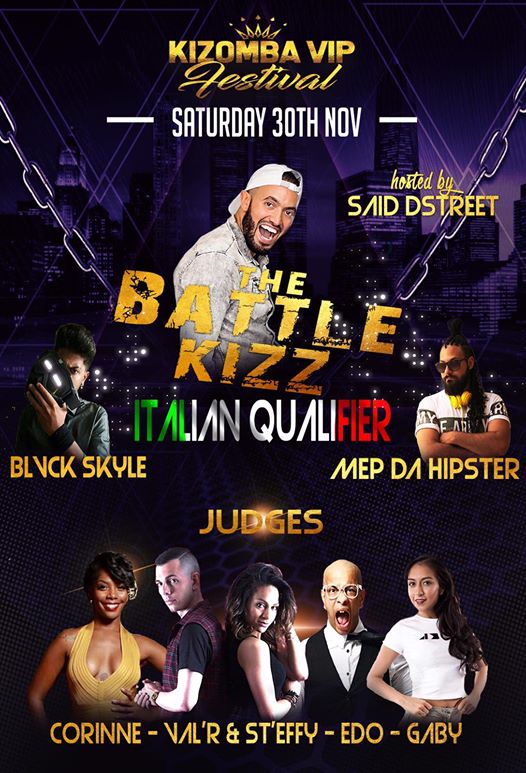 KIZOMBA VIP
Festival
SATURDAY 30TH NOV
hosted by
SAID DSTREET
THE
BATTLE
KIZZ
ITALIAN QUALIFIER
BLVCK SKYLE
MEP DA HIPSTER
JUDGES
CORINNE - VAL'R & ST'EFFY - EDO - GABY